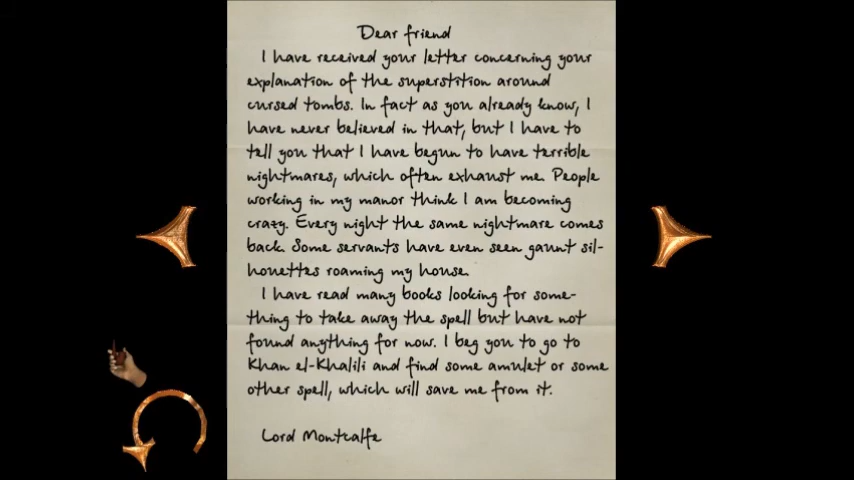 Dear friend
I have received your letter concerning your
explanation of the superstition around
cursed tombs. In fact as you already know, I
have never believed in that, but I have to
tell you that I have begun to have terrible
nightmares, which often exhaust me. People
working in my manor think I am becoming
crazy. Every night the same nightmare comes
back. Some servants have even seen gaunt sil-
houettes roaming my house.
I have read many books looking for some-
thing to take away the spell but have not
found anything for now. I beg you to go to
Khan el-Khalili and find some amulet or some
other spell, which will save me from it.
Lord Montcalfe